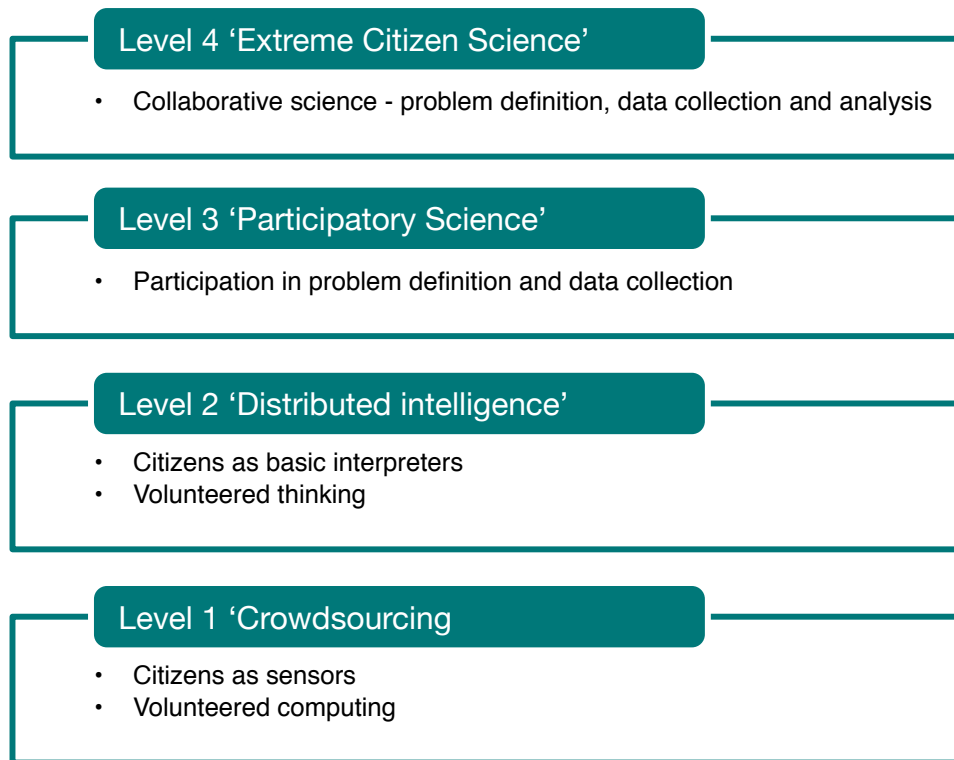 Level 4 ‘Extreme Citizen Science’
• Collaborative science - problem definition, data collection and analysis
Level 3 ‘Participatory Science’
• Participation in problem definition and data collection
Level 2 ‘Distributed intelligence’
• Citizens as basic interpreters
• Volunteered thinking
Level 1 ‘Crowdsourcing
• Citizens as sensors
• Volunteered computing